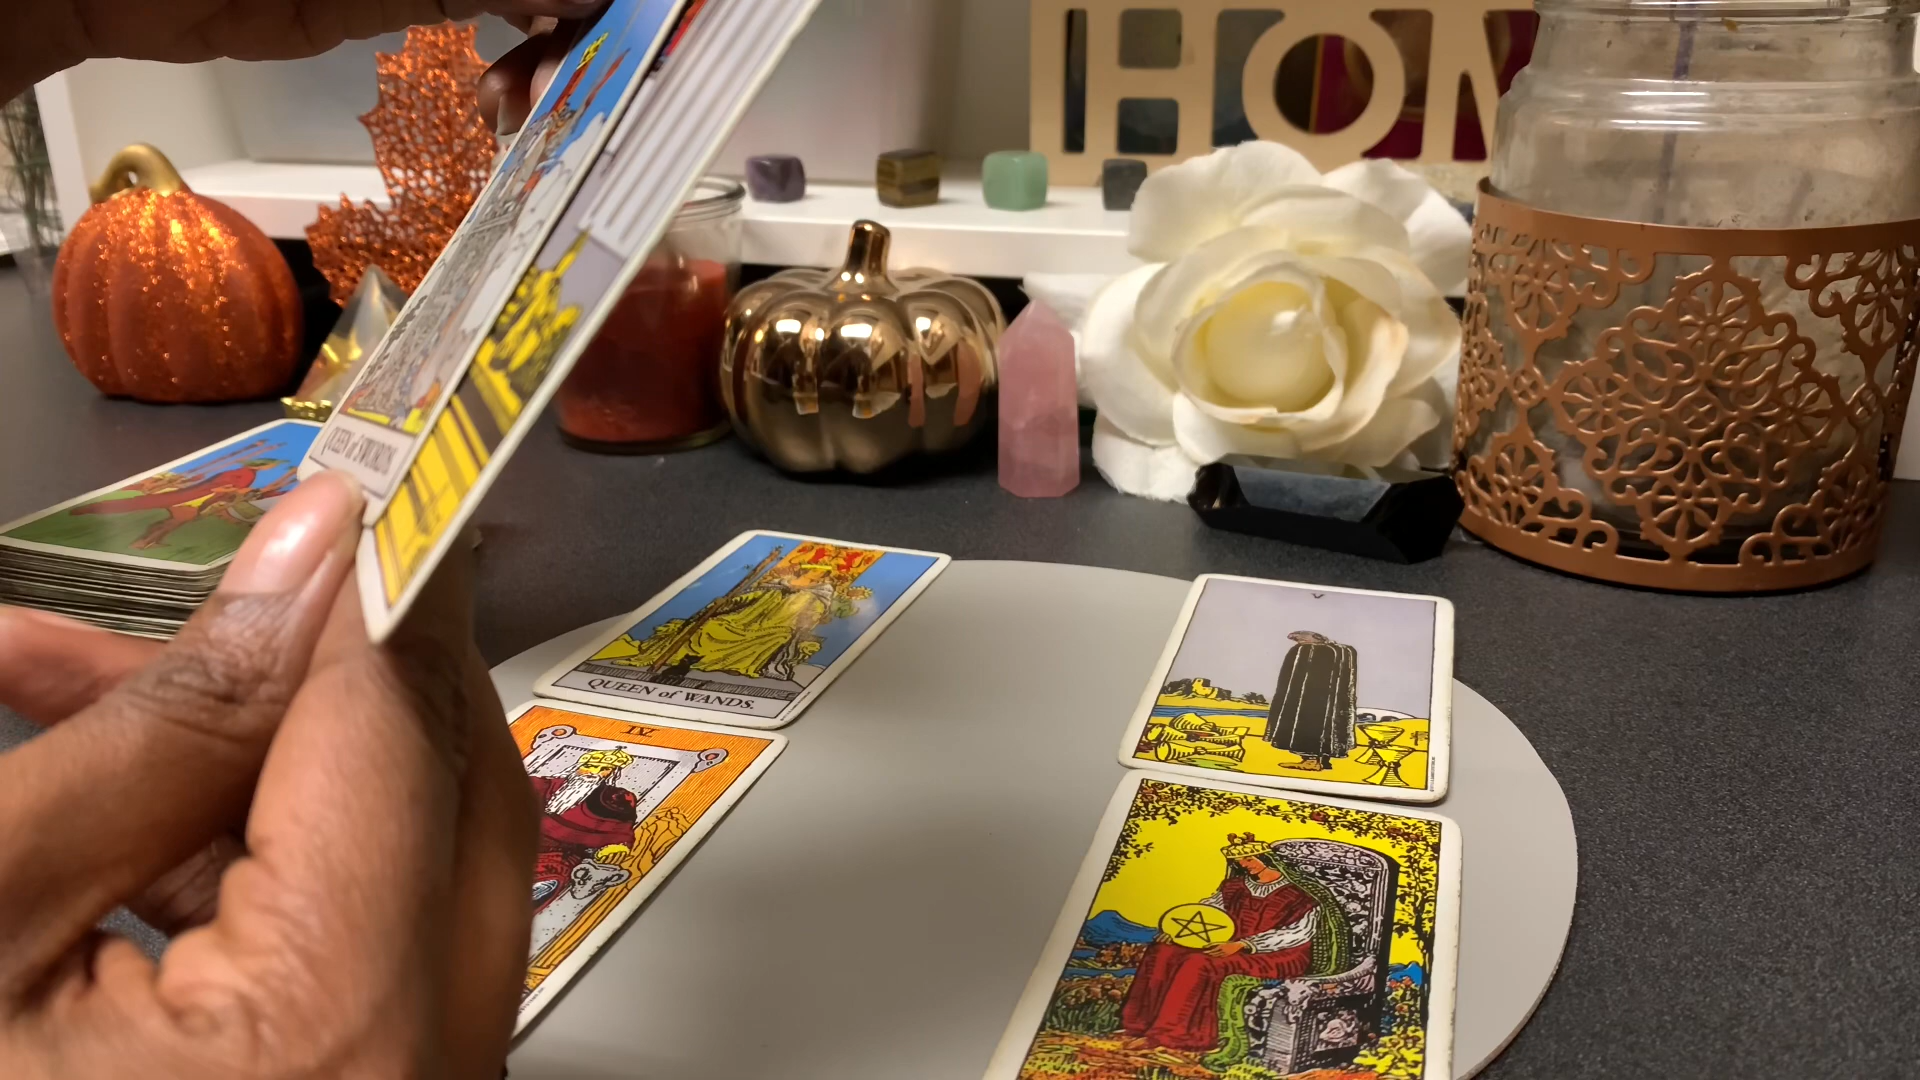 HOM
QUEEN of SWORDS.
QUEEN of WANDS.
V
IV